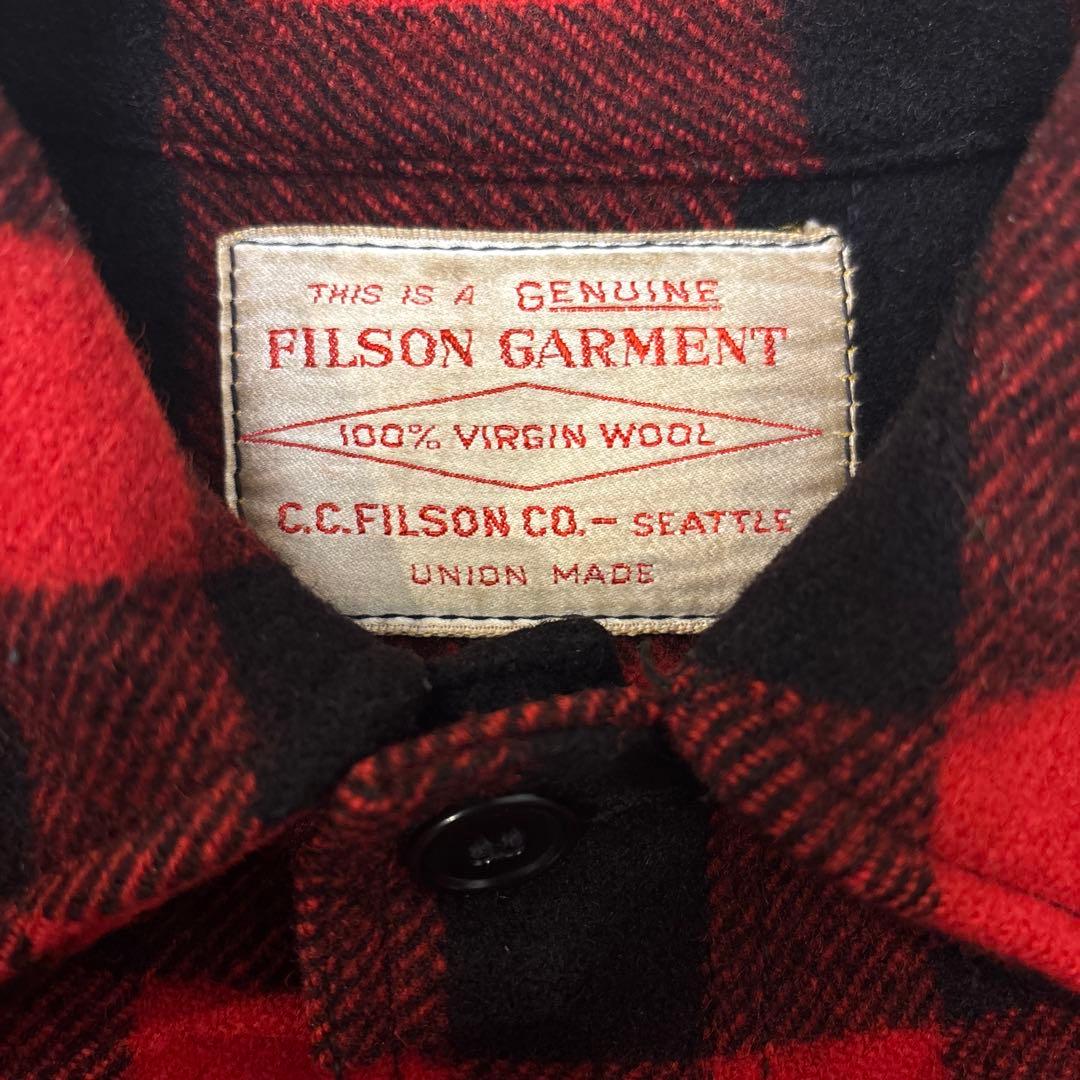 THIS IS A GENUINE
FILSON GARMENT
100% VIRGIN WOOL
C.C.FILSON CO.- SEATTLE
UNION MADE